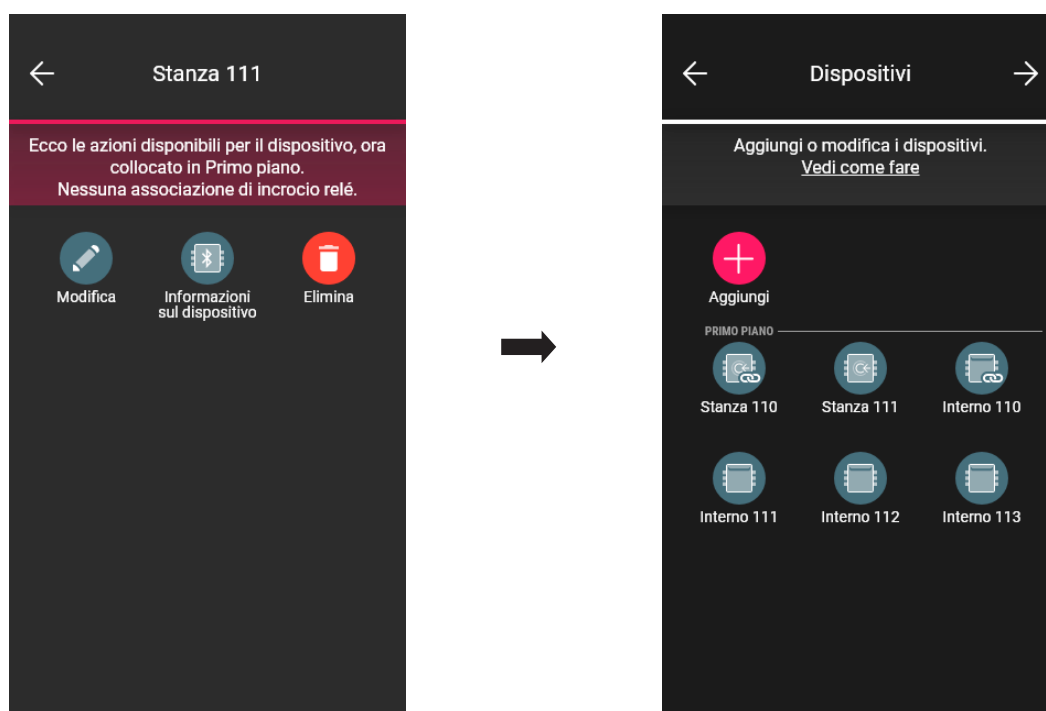 Stanza 111
Ecco le azioni disponibili per il dispositivo, ora
collocato in Primo piano.
Nessuna associazione di incrocio relé.
Modifica
Informazioni
sul dispositivo
Elimina
Dispositivi
Aggiungi o modifica i dispositivi.
Vedi come fare
Aggiungi
PRIMO PIANO
Stanza 110
Stanza 111
Interno 110
Interno 111
Interno 112
Interno 113